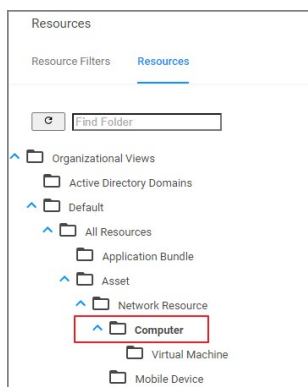 Resources
Resource Filters Resources
Find Folder
Organizational Views
Active Directory Domains
Default
All Resources
Application Bundle
Asset
Network Resource
Computer
Virtual Machine
Mobile Device